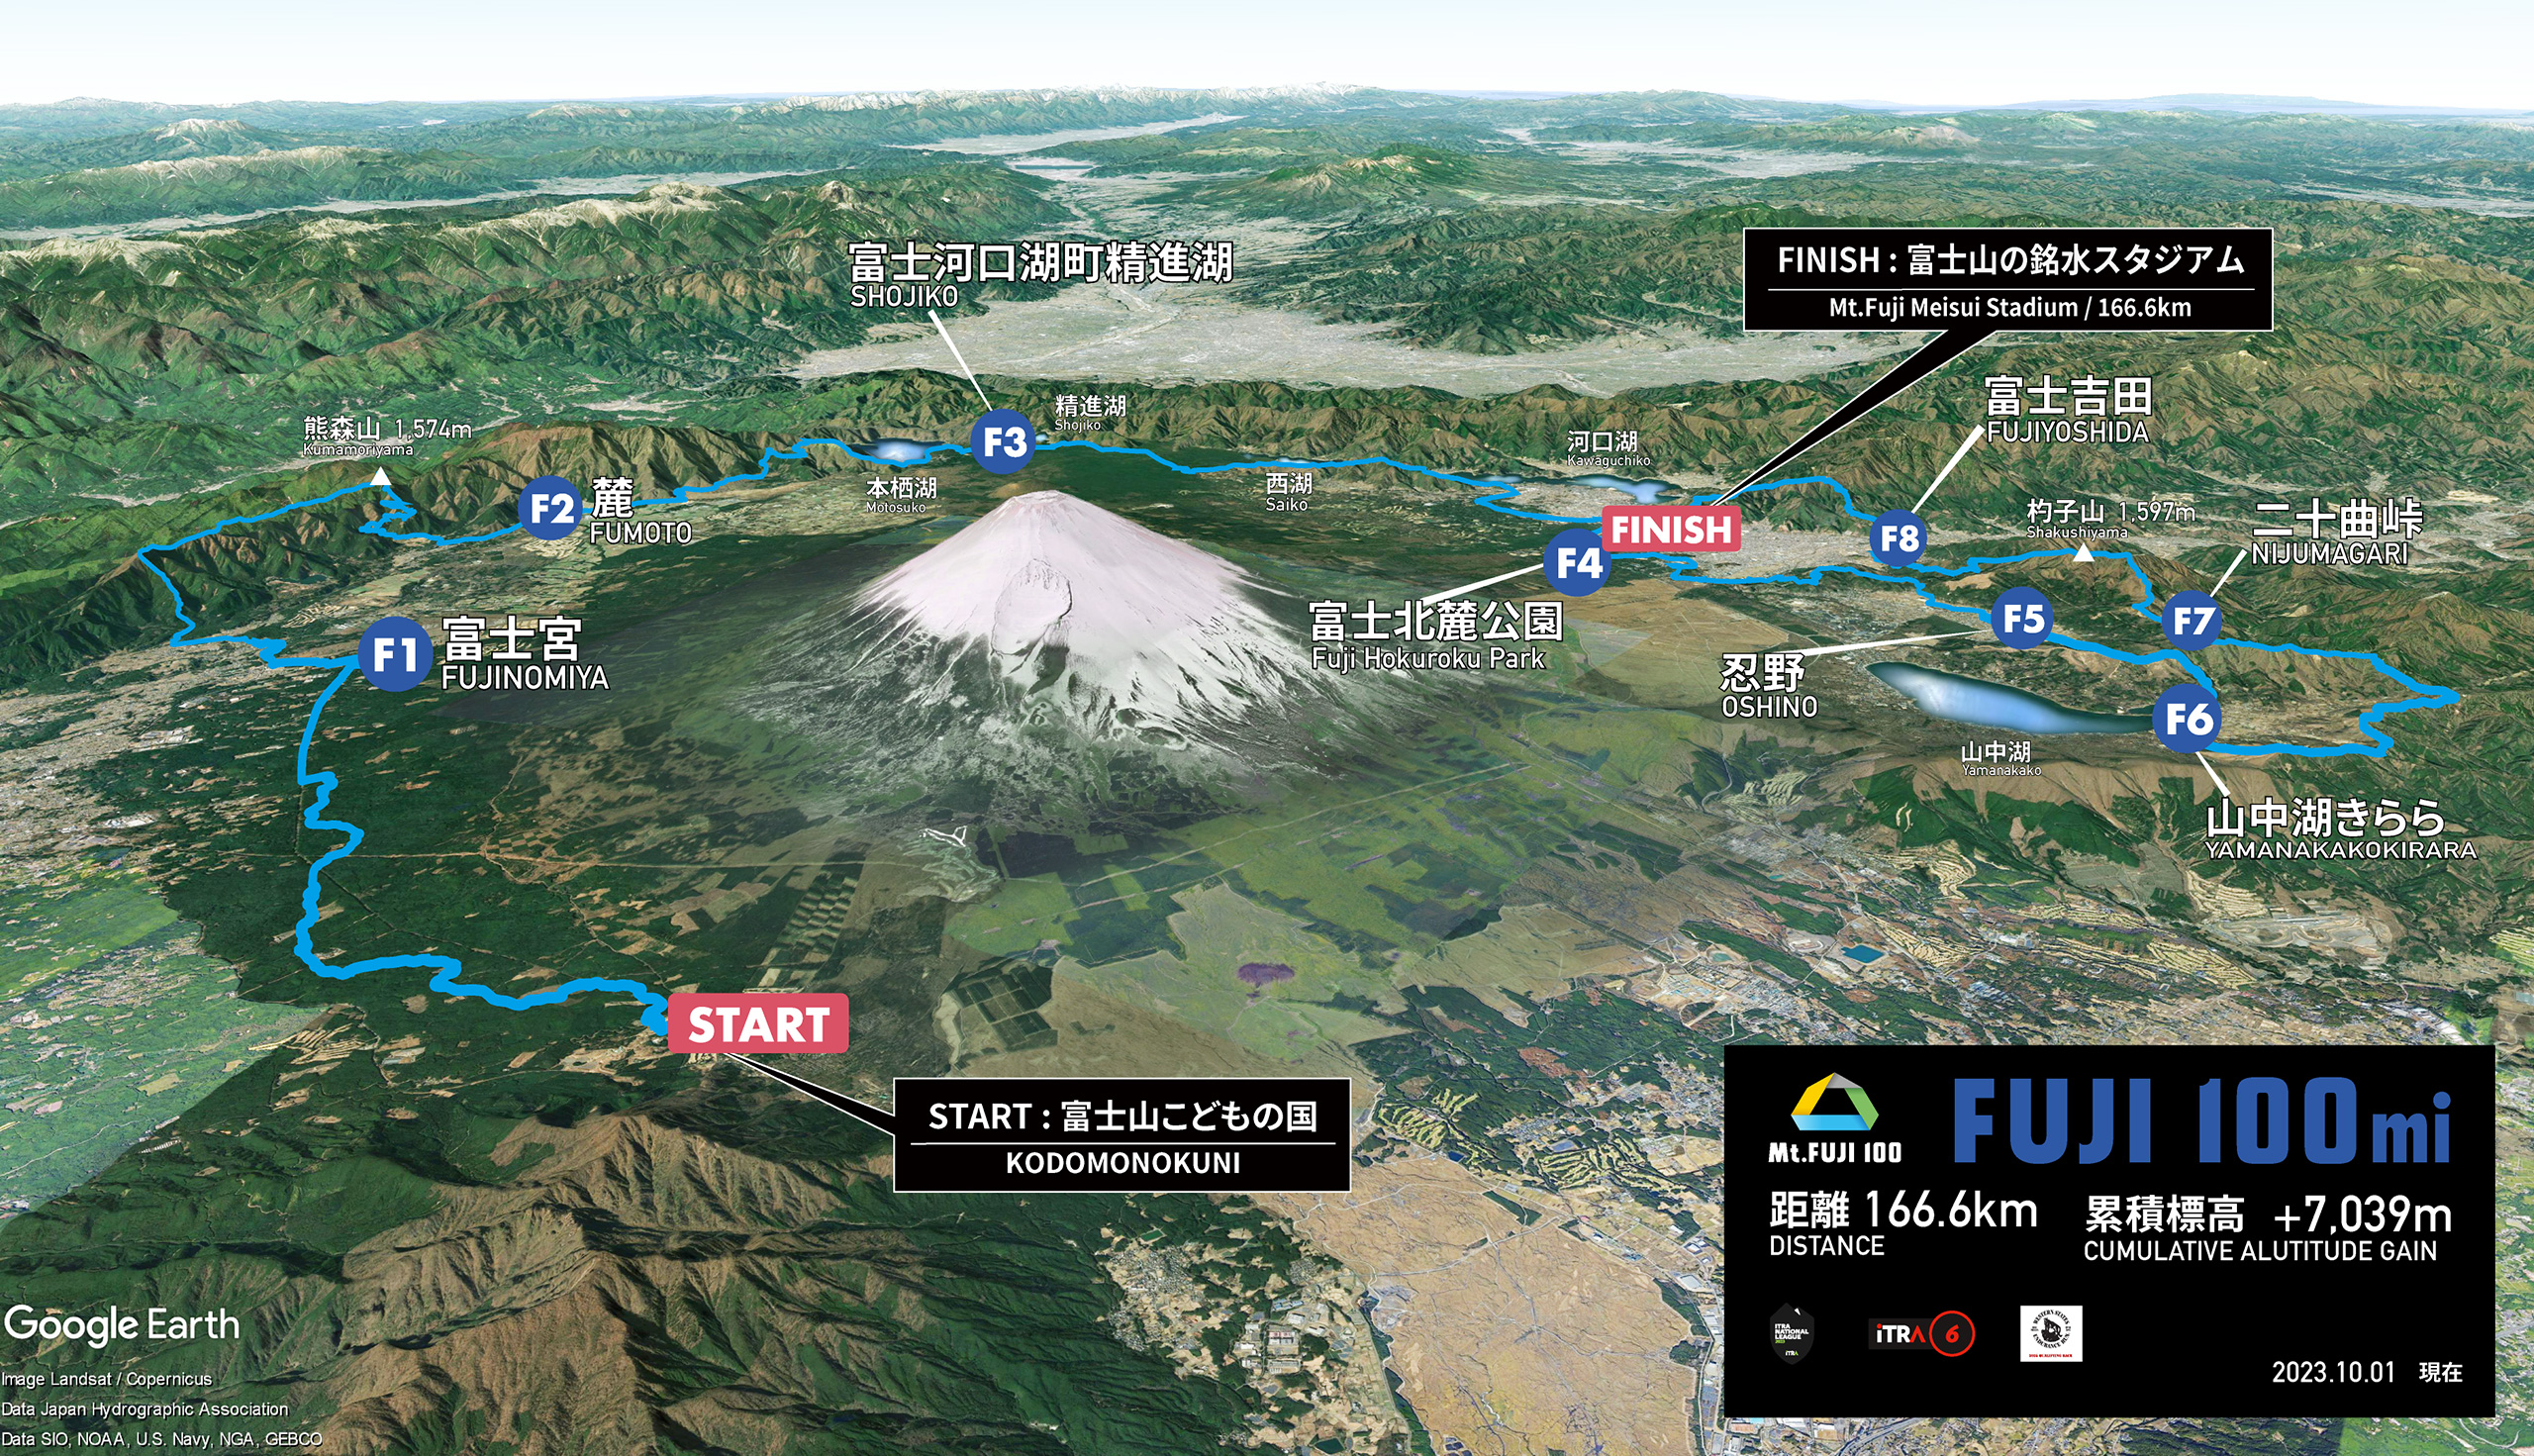 富士河口湖町精進湖
SHOJIKO
FINISH : 富士山の銘水スタジアム
Mt.Fuji Meisui Stadium / 166.6km
熊森山 1,574m
Kumamoriyama
精進湖
Shojiko
F3
河口湖
Kawaguchiko
富士吉田
FUJIYOSHIDA
F2
麓
FUMOTO
本栖湖
Motosuko
西湖
Saiko
FINISH
F8
杓子山 1,597m
Shakushiyama
二十曲峠
NIJUMAGARI
F4
富士北麓公園
Fuji Hokuroku Park
F5
F7
F1
富士宮
FUJINOMIYA
忍野
OSHINO
F6
山中湖
Yamanakako
山中湖きらら
YAMANAKAKOKIRARA
START
START : 富士山こどもの国
KODOMONOKUNI
Mt.FUJI 100
FUJI 100mi
距離 166.6km
DISTANCE
累積標高 +7,039m
CUMULATIVE ALUTITUDE GAIN
ITRA
NATIONAL
LEAGUE
iTRA
iTRA 6
2023.10.01 現在
Google Earth
Image Landsat / Copernicus
Data Japan Hydrographic Association
Data SIO, NOAA, U.S. Navy, NGA, GEBCO